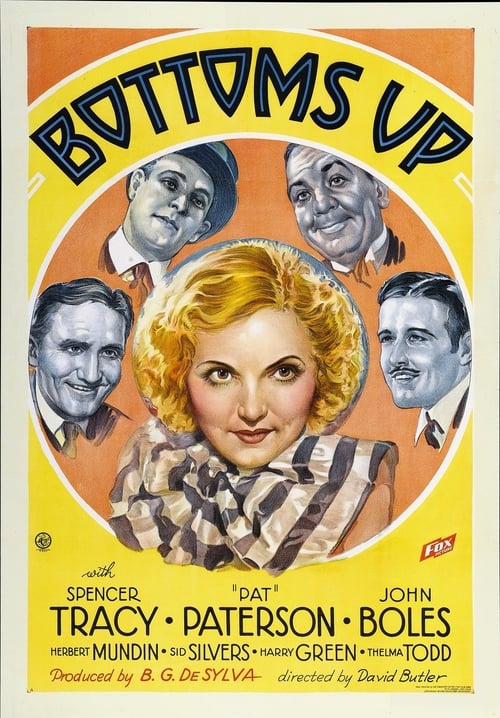 BOTTOMS UP
FOX
with
SPENCER "PAT" JOHN
TRACY • PATERSON • BOLES
HERBERT MUNDIN • SID SILVERS • HARRY GREEN • THELMA TODD
Produced by B. G. DE SYLVA directed by David Butler